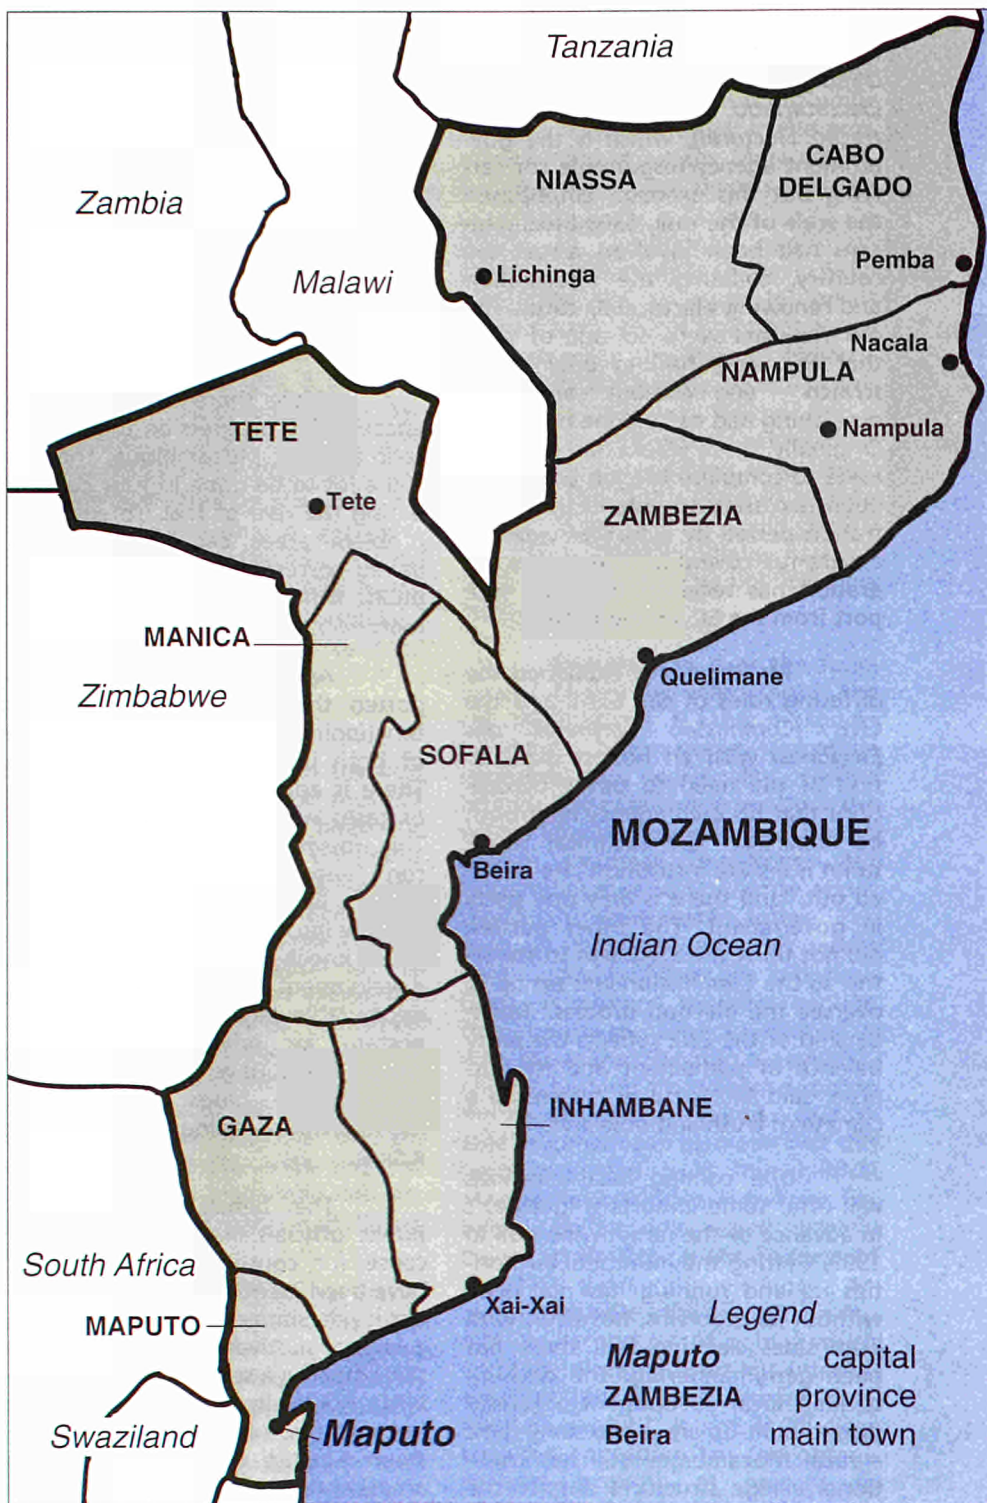 Tanzania
CABO
DELGADO
NIASSA
Zambia
Pemba
Lichinga
Malawi
Nacala
NAMPULA
Nampula
TETE
Tete
ZAMBEZIA
MANICA
Quelimane
Zimbabwe
SOFALA
MOZAMBIQUE
Beira
Indian Ocean
INHAMBANE
GAZA
South Africa
Xai-Xai
MAPUTO
Legend
Maputo capital
ZAMBEZIA province
Beira main town
Swaziland
Maputo